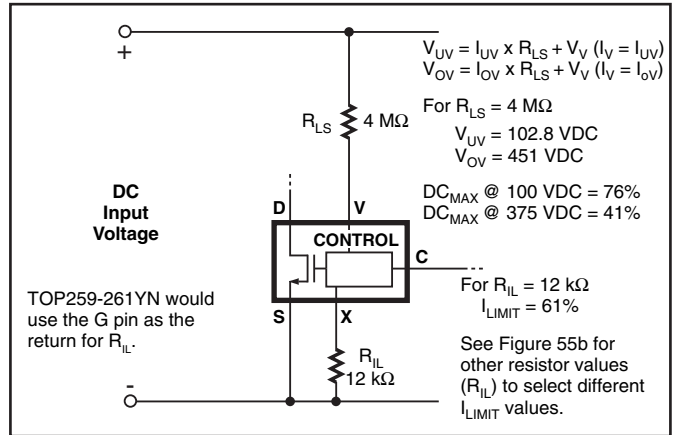 +
V_UV = I_UV x R_LS + V_V (I_V = I_UV)
V_OV = I_OV x R_LS + V_V (I_V = I_oV)
For R_LS = 4 MΩ
V_UV = 102.8 VDC
V_OV = 451 VDC
DC_MAX @ 100 VDC = 76%
DC_MAX @ 375 VDC = 41%
R_LS
4 MΩ
DC
Input
Voltage
D
V
CONTROL
C
S
X
For R_IL = 12 kΩ
I_LIMIT = 61%
TOP259-261YN would
use the G pin as the
return for R_IL.
R_IL
12 kΩ
See Figure 55b for
other resistor values
(R_IL) to select different
I_LIMIT values.
-